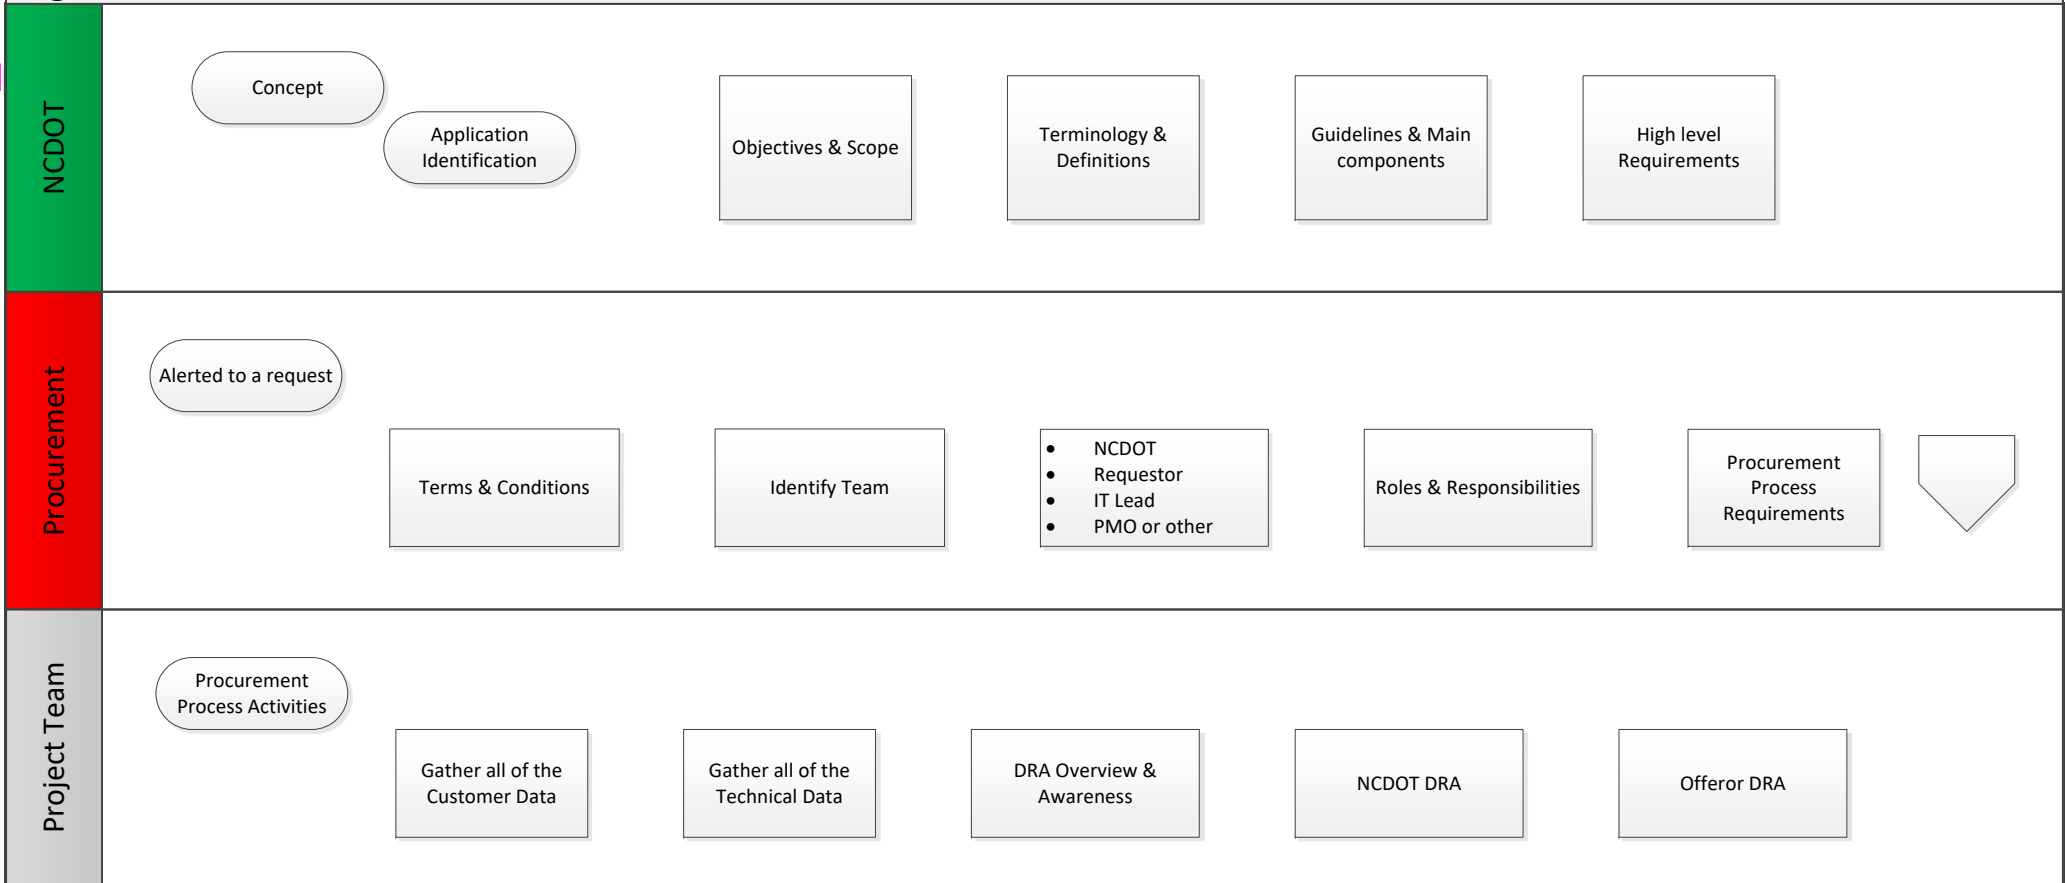 NCDOT
Concept
Application
Identification
Objectives & Scope
Terminology &
Definitions
Guidelines & Main
components
High level
Requirements
Procurement
Alerted to a request
Terms & Conditions
Identify Team
• NCDOT
• Requestor
• IT Lead
• PMO or other
Roles & Responsibilities
Procurement
Process
Requirements
Project Team
Procurement
Process Activities
Gather all of the
Customer Data
Gather all of the
Technical Data
DRA Overview &
Awareness
NCDOT DRA
Offeror DRA